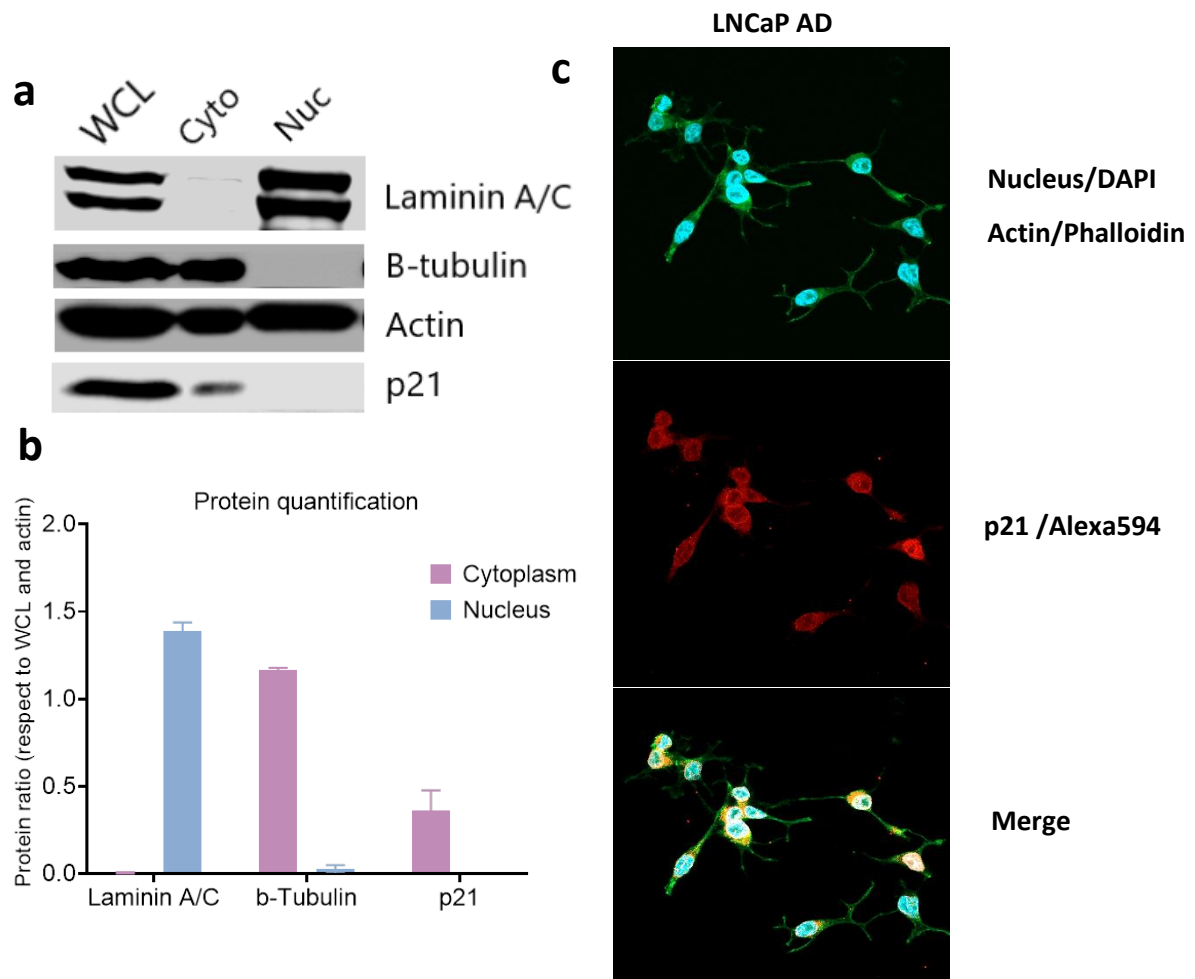 a
WCL Cyto Nuc
Laminin A/C
B-tubulin
Actin
p21
b
Protein quantification
Protein ratio (respect to WCL and actin)
2.0
1.5
1.0
0.5
0.0
Cytoplasm
Nucleus
Laminin A/C b-Tubulin p21
LNCaP AD
c
Nucleus/DAPI
Actin/Phalloidin
p21 /Alexa594
Merge